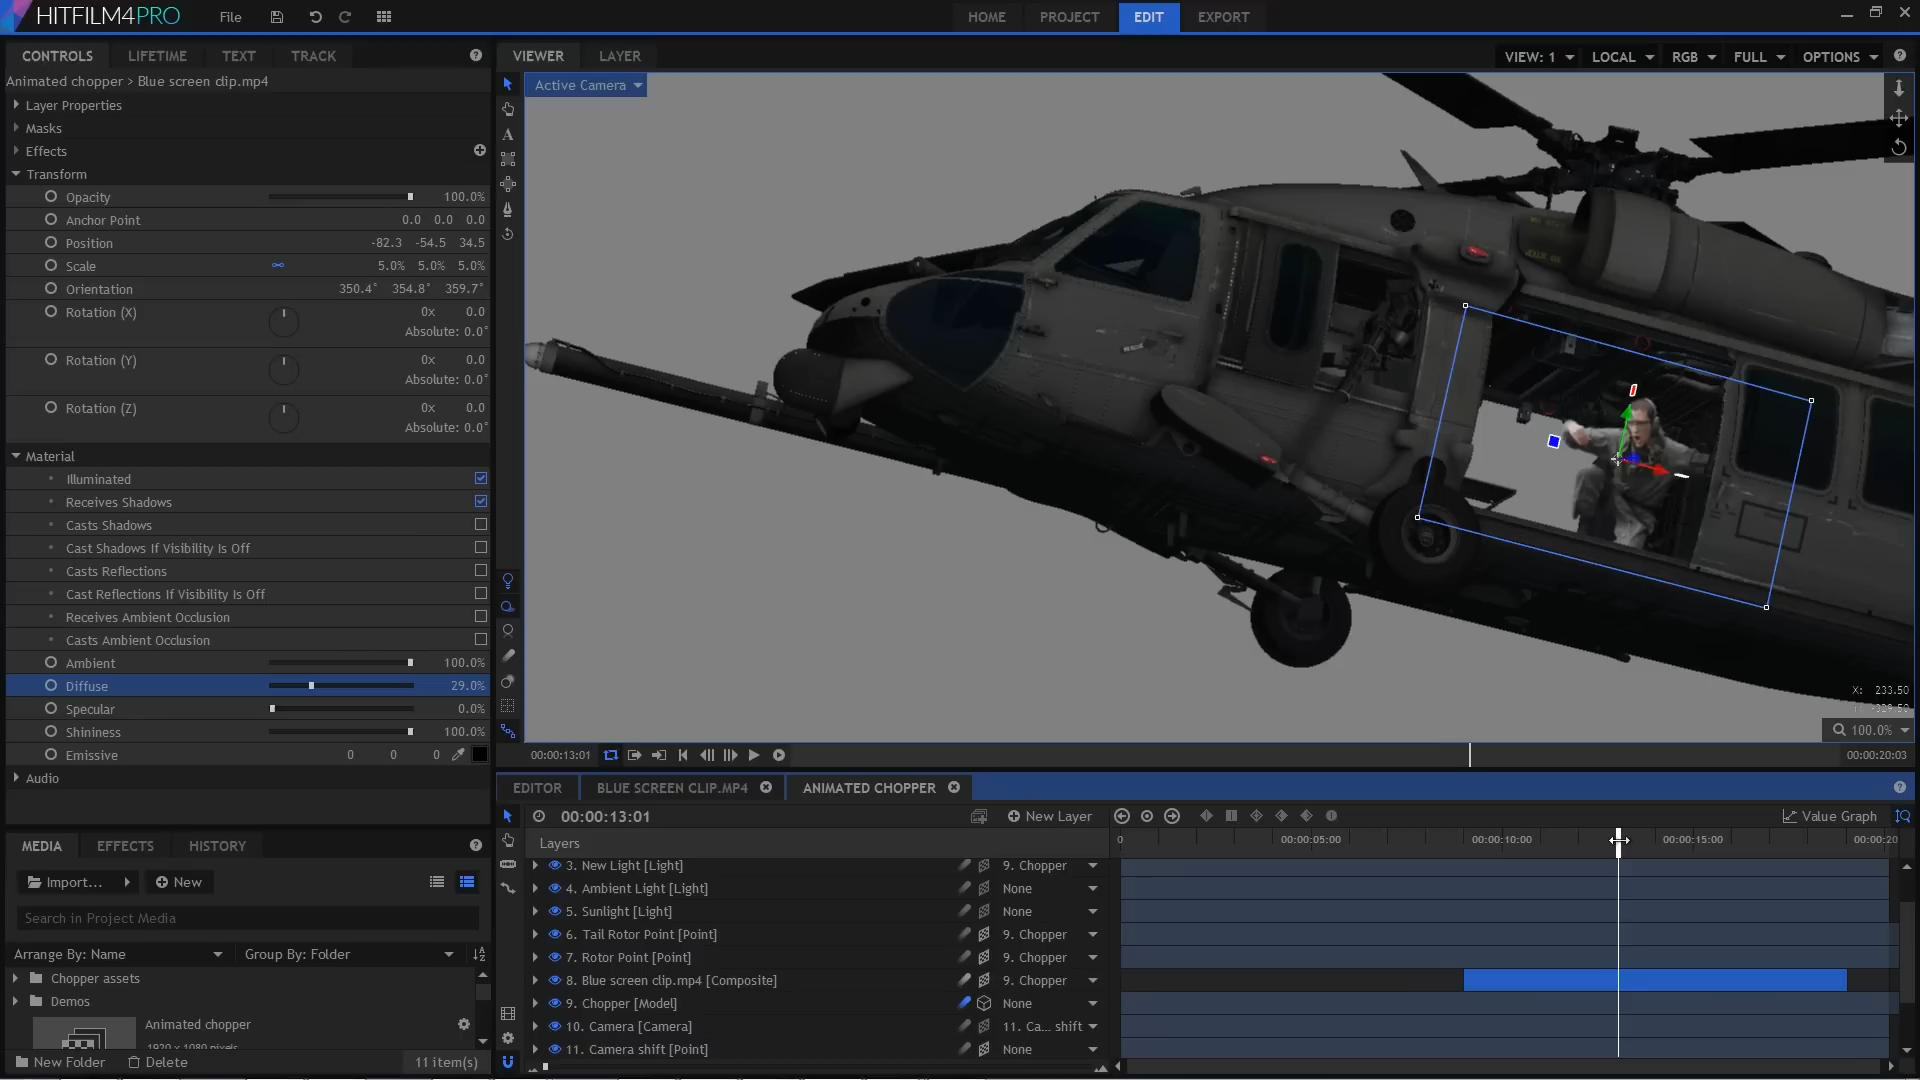 HITFILM4PRO File HOME PROJECT EDIT EXPORT
CONTROLS LIFETIME TEXT TRACK
Animated chopper > Blue screen clip.mp4
Layer Properties
Masks
Effects
Transform
Opacity 100.0%
Anchor Point 0.0 0.0 0.0
Position -82.3 -54.5 34.5
Scale 5.0% 5.0% 5.0%
Orientation 350.4° 354.8° 359.7°
Rotation (X) 0x 0.0
Absolute: 0.0°
Rotation (Y) 0x 0.0
Absolute: 0.0°
Rotation (Z) 0x 0.0
Absolute: 0.0°
Material
Illuminated
Receives Shadows
Casts Shadows
Cast Shadows If Visibility Is Off
Casts Reflections
Cast Reflections If Visibility Is Off
Receives Ambient Occlusion
Casts Ambient Occlusion
Ambient 100.0%
Diffuse 29.0%
Specular 0.0%
Shininess 100.0%
Emissive 0 0 0
Audio
VIEWER LAYER VIEW: 1 LOCAL RGB FULL OPTIONS
Active Camera
X: 233.50
-329.50
100.0%
00:00:13:01 00:00:20:03
MEDIA EFFECTS HISTORY
Import... New
Search in Project Media
Arrange By: Name Group By: Folder
Chopper assets
Demos
Animated chopper
1920 x 1080 pixels
New Folder Delete 11 item(s)
EDITOR BLUE SCREEN CLIP.MP4 ANIMATED CHOPPER
00:00:13:01 New Layer Value Graph
Layers 0 00:00:05:00 00:00:10:00 00:00:15:00 00:00:20
3. New Light [Light] 9. Chopper
4. Ambient Light [Light] None
5. Sunlight [Light] None
6. Tail Rotor Point [Point] 9. Chopper
7. Rotor Point [Point] 9. Chopper
8. Blue screen clip.mp4 [Composite] 9. Chopper
9. Chopper [Model] None
10. Camera [Camera] 11. Ca... shift
11. Camera shift [Point] None